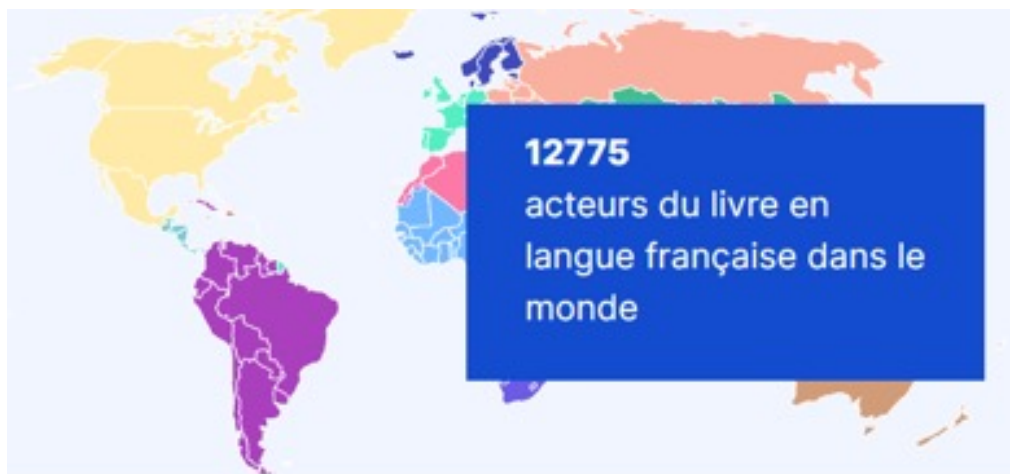 12775
acteurs du livre en
langue française dans le
monde